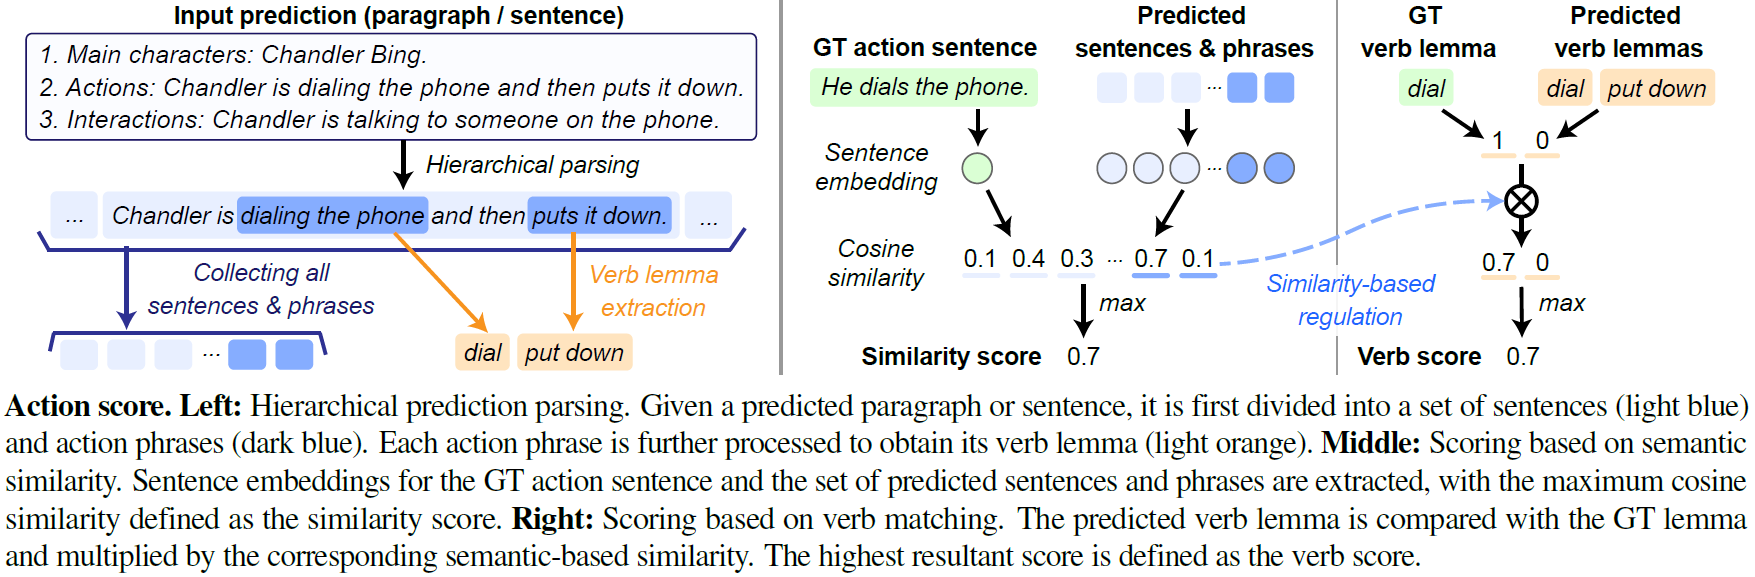 Input prediction (paragraph / sentence)
1. Main characters: Chandler Bing.
2. Actions: Chandler is dialing the phone and then puts it down.
3. Interactions: Chandler is talking to someone on the phone.
Hierarchical parsing
... Chandler is dialing the phone and then puts it down. ...
Collecting all
sentences & phrases
Verb lemma
extraction
...
dial put down
GT action sentence
Predicted
sentences & phrases
He dials the phone.
...
Sentence
embedding
...
Cosine
similarity
0.1 0.4 0.3 ... 0.7 0.1
max
Similarity score 0.7
Similarity-based
regulation
GT
verb lemma
Predicted
verb lemmas
dial
dial put down
1 0
0.7 0
max
Verb score 0.7
Action score. Left: Hierarchical prediction parsing. Given a predicted paragraph or sentence, it is first divided into a set of sentences (light blue)
and action phrases (dark blue). Each action phrase is further processed to obtain its verb lemma (light orange). Middle: Scoring based on semantic
similarity. Sentence embeddings for the GT action sentence and the set of predicted sentences and phrases are extracted, with the maximum cosine
similarity defined as the similarity score. Right: Scoring based on verb matching. The predicted verb lemma is compared with the GT lemma
and multiplied by the corresponding semantic-based similarity. The highest resultant score is defined as the verb score.